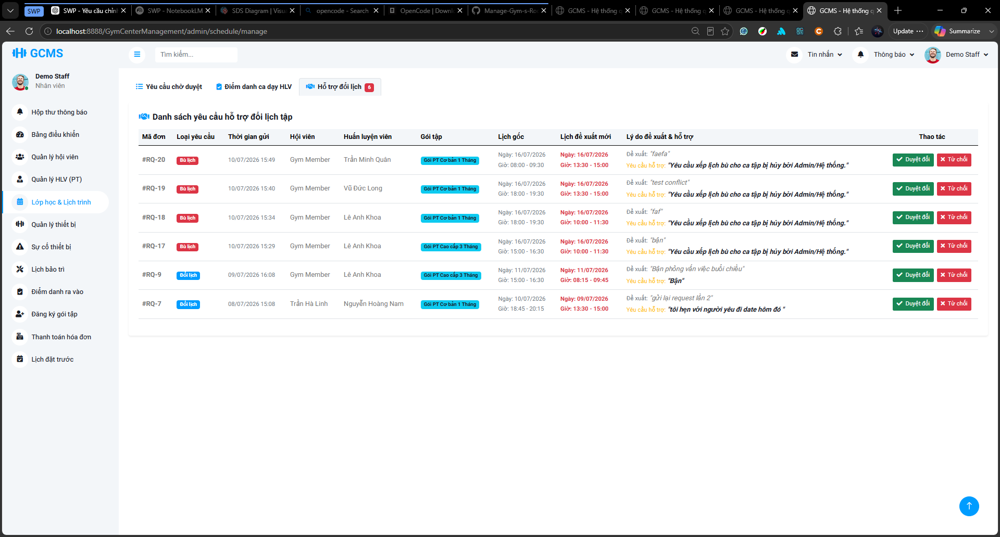 SWP
SWP - Yêu cầu chỉnh
SWP - NotebookLM
SDS Diagram | Visu
opencode - Search
OpenCode | Downl
Manage-Gym-s-Ro
GCMS - Hệ thống q
GCMS - Hệ thống q
GCMS - Hệ thống q
GCMS - Hệ thống q
localhost:8888/GymCenterManagement/admin/schedule/manage
Update
Summarize
GCMS
Tìm kiếm...
Tin nhắn
Thông báo
Demo Staff
Demo Staff
Nhân viên
Hộp thư thông báo
Bảng điều khiển
Quản lý hội viên
Quản lý HLV (PT)
Lớp học & Lịch trình
Quản lý thiết bị
Sự cố thiết bị
Lịch bảo trì
Điểm danh ra vào
Đăng ký gói tập
Thanh toán hóa đơn
Lịch đặt trước
Yêu cầu chờ duyệt
Điểm danh ca dạy HLV
Hỗ trợ đổi lịch 6
Danh sách yêu cầu hỗ trợ đổi lịch tập
Mã đơn Loại yêu cầu Thời gian gửi Hội viên Huấn luyện viên Gói tập Lịch gốc Lịch đề xuất mới Lý do đề xuất & hỗ trợ Thao tác
#RQ-20 Bù lịch 10/07/2026 15:49 Gym Member Trần Minh Quân Gói PT Cơ bản 1 Tháng
Ngày: 16/07/2026 Ngày: 16/07/2026 Đề xuất: "faefa"
Giờ: 08:00 - 09:30 Giờ: 13:30 - 15:00 Yêu cầu hỗ trợ: "Yêu cầu xếp lịch bù cho ca tập bị hủy bởi Admin/Hệ thống."
Duyệt đổi Từ chối
#RQ-19 Bù lịch 10/07/2026 15:40 Gym Member Vũ Đức Long Gói PT Cơ bản 1 Tháng
Ngày: 16/07/2026 Ngày: 16/07/2026 Đề xuất: "test conflict"
Giờ: 18:00 - 19:30 Giờ: 13:30 - 15:00 Yêu cầu hỗ trợ: "Yêu cầu xếp lịch bù cho ca tập bị hủy bởi Admin/Hệ thống."
Duyệt đổi Từ chối
#RQ-18 Bù lịch 10/07/2026 15:34 Gym Member Lê Anh Khoa Gói PT Cơ bản 1 Tháng
Ngày: 16/07/2026 Ngày: 16/07/2026 Đề xuất: "faf"
Giờ: 18:00 - 19:30 Giờ: 10:00 - 11:30 Yêu cầu hỗ trợ: "Yêu cầu xếp lịch bù cho ca tập bị hủy bởi Admin/Hệ thống."
Duyệt đổi Từ chối
#RQ-17 Bù lịch 10/07/2026 15:29 Gym Member Lê Anh Khoa Gói PT Cao cấp 3 Tháng
Ngày: 16/07/2026 Ngày: 16/07/2026 Đề xuất: "bận"
Giờ: 15:00 - 16:30 Giờ: 10:00 - 11:30 Yêu cầu hỗ trợ: "Yêu cầu xếp lịch bù cho ca tập bị hủy bởi Admin/Hệ thống."
Duyệt đổi Từ chối
#RQ-9 Đổi lịch 09/07/2026 16:08 Gym Member Lê Anh Khoa Gói PT Cao cấp 3 Tháng
Ngày: 11/07/2026 Ngày: 11/07/2026 Đề xuất: "Bận phỏng vấn việc buổi chiều"
Giờ: 15:00 - 16:30 Giờ: 08:15 - 09:45 Yêu cầu hỗ trợ: "Bận"
Duyệt đổi Từ chối
#RQ-7 Đổi lịch 08/07/2026 15:08 Trần Hà Linh Nguyễn Hoàng Nam Gói PT Cơ bản 1 Tháng
Ngày: 10/07/2026 Ngày: 09/07/2026 Đề xuất: "gửi lại request lần 2"
Giờ: 18:45 - 20:15 Giờ: 13:30 - 15:00 Yêu cầu hỗ trợ: "tôi hẹn với người yêu đi date hôm đó "
Duyệt đổi Từ chối